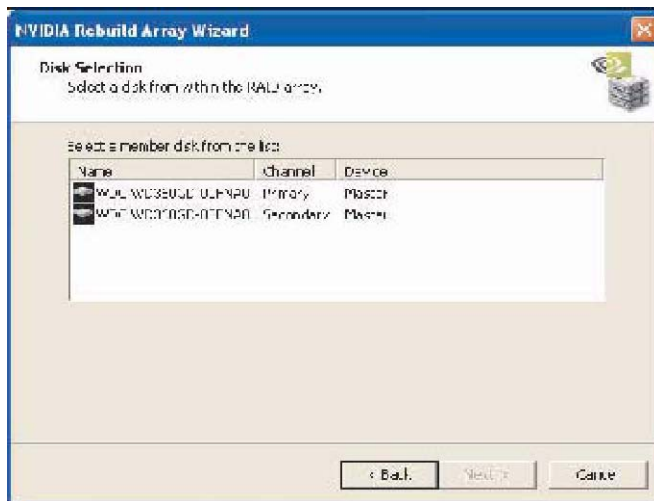 NVIDIA Rebuild Array Wizard
Disk Selection
Select a disk from within the RAID array.
Select a member disk from the list:
Name Channel Device
Primary Master
Secondary Master
< Back Next > Cancel